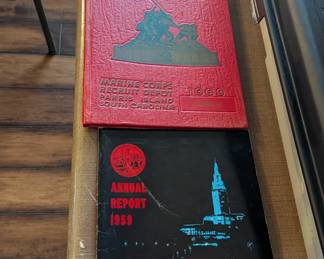 MARINE CORPS
RECRUIT DEPOT
PARRIS ISLAND
SOUTH CAROLINA
1969
ANNUAL
REPORT
1959